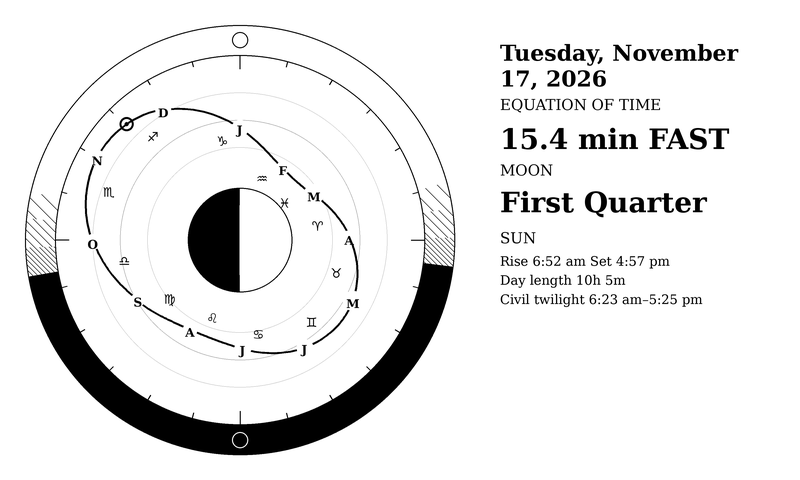 J
F
M
A
M
J
J
A
S
O
N
D
♑
♒
♓
♈
♉
♊
♋
♌
♍
♎
♏
♐
Tuesday, November
17, 2026
EQUATION OF TIME
15.4 min FAST
MOON
First Quarter
SUN
Rise 6:52 am Set 4:57 pm
Day length 10h 5m
Civil twilight 6:23 am–5:25 pm